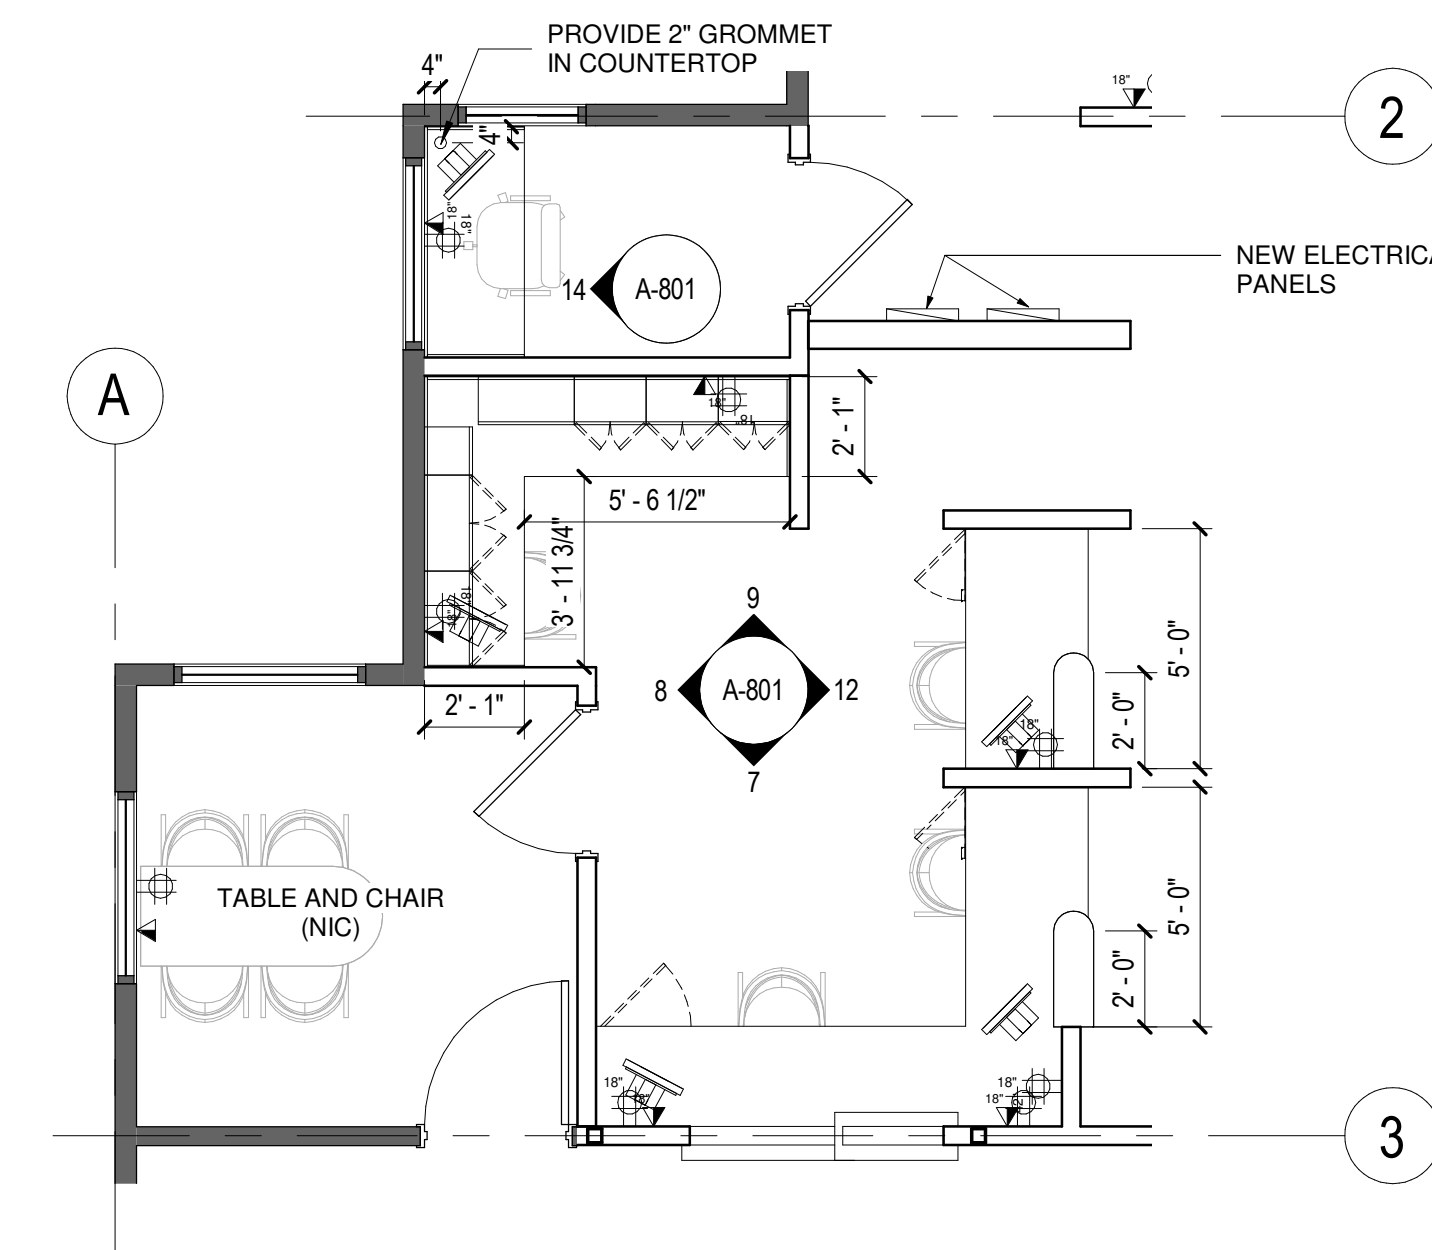 PROVIDE 2" GROMMET
IN COUNTERTOP
4"
18"
2
4"
18"
18"
NEW ELECTRICA
PANELS
14
A-801
A
18"
18"
2' - 1"
5' - 6 1/2"
3' - 11 3/4"
18"
18"
9
8
A-801
12
7
5' - 0"
2' - 0"
18"
18"
2' - 1"
TABLE AND CHAIR
(NIC)
5' - 0"
2' - 0"
18"
18"
18"
18"
3